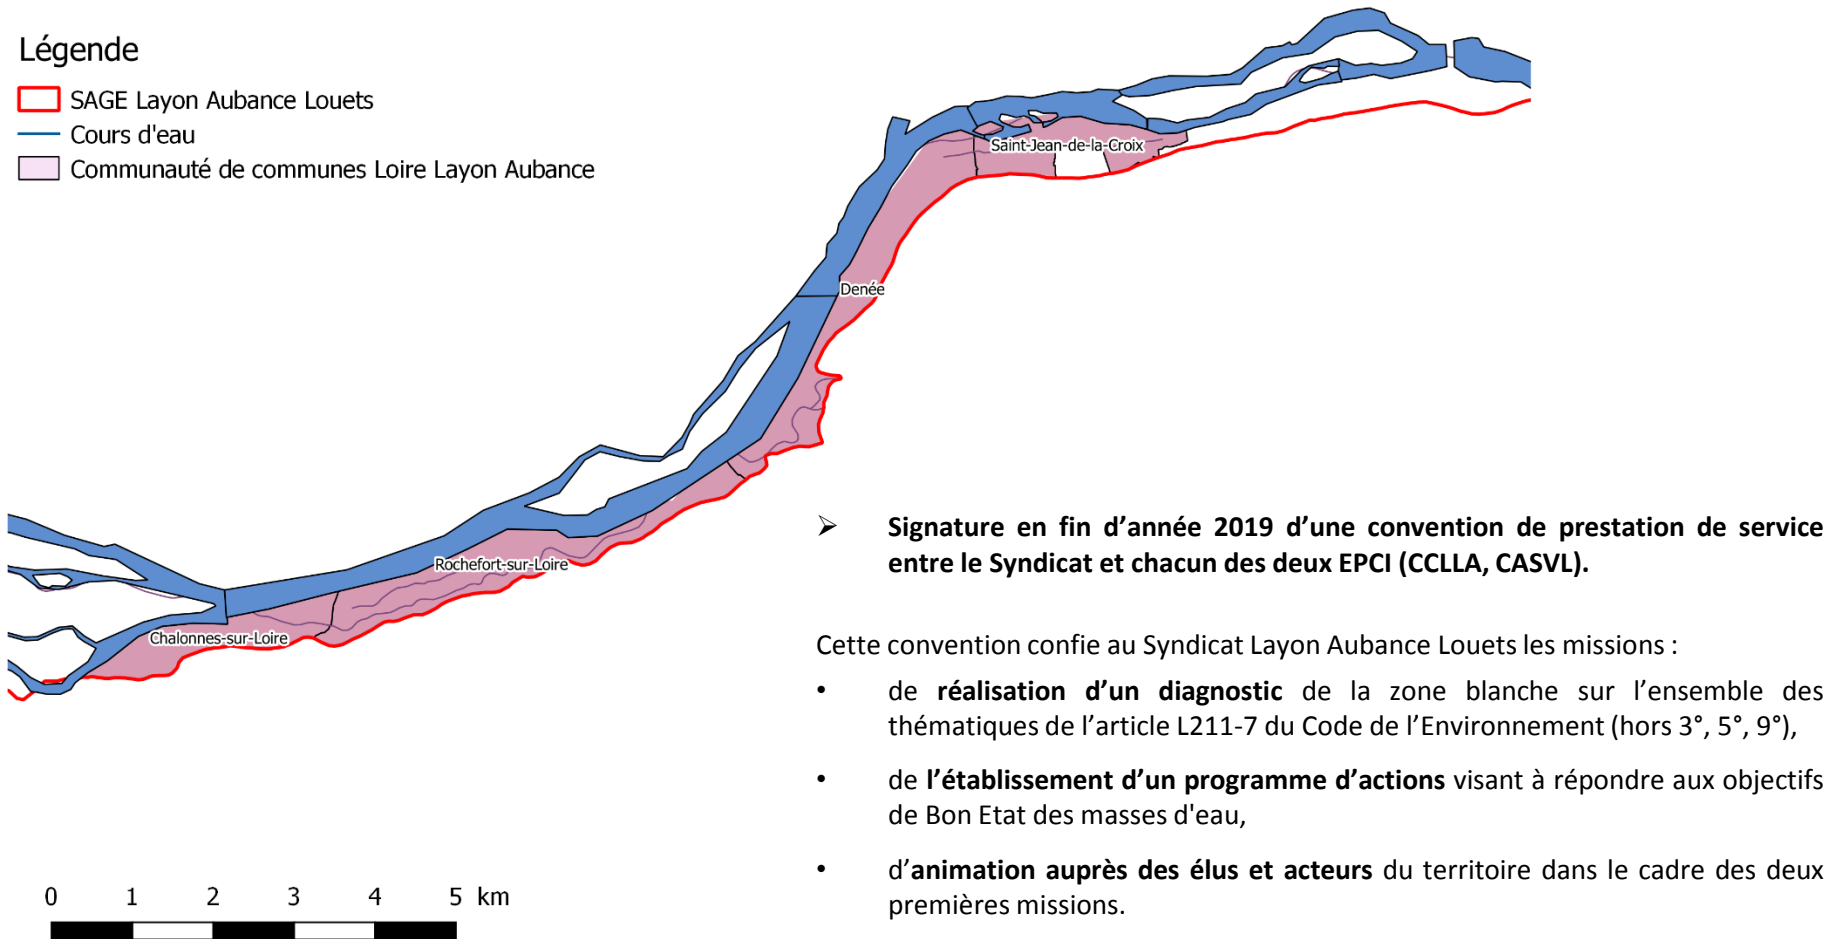 Légende
SAGE Layon Aubance Louets
Cours d'eau
Communauté de communes Loire Layon Aubance
Saint-Jean-de-la-Croix
Denée
Rochefort-sur-Loire
Chalonnes-sur-Loire
➢ Signature en fin d’année 2019 d’une convention de prestation de service
entre le Syndicat et chacun des deux EPCI (CCLLA, CASVL).
Cette convention confie au Syndicat Layon Aubance Louets les missions :
• de réalisation d’un diagnostic de la zone blanche sur l’ensemble des
thématiques de l’article L211-7 du Code de l’Environnement (hors 3°, 5°, 9°),
• de l’établissement d’un programme d’actions visant à répondre aux objectifs
de Bon Etat des masses d'eau,
• d’animation auprès des élus et acteurs du territoire dans le cadre des deux
premières missions.
0 1 2 3 4 5 km